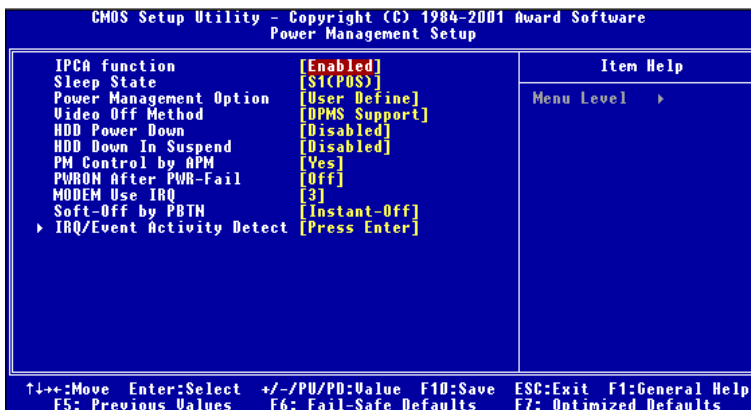 CMOS Setup Utility - Copyright (C) 1984-2001 Award Software
Power Management Setup
IPCA function [Enabled]
Sleep State [S1(POS)]
Power Management Option [User Define]
Video Off Method [DPMS Support]
HDD Power Down [Disabled]
HDD Down In Suspend [Disabled]
PM Control by APM [Yes]
PWRON After PWR-Fail [Off]
MODEM Use IRQ [3]
Soft-Off by PBTN [Instant-Off]
▸ IRQ/Event Activity Detect [Press Enter]
Item Help
Menu Level ▸
↑↓→←:Move Enter:Select +/-/PU/PD:Value F10:Save ESC:Exit F1:General Help
F5: Previous Values F6: Fail-Safe Defaults F7: Optimized Defaults